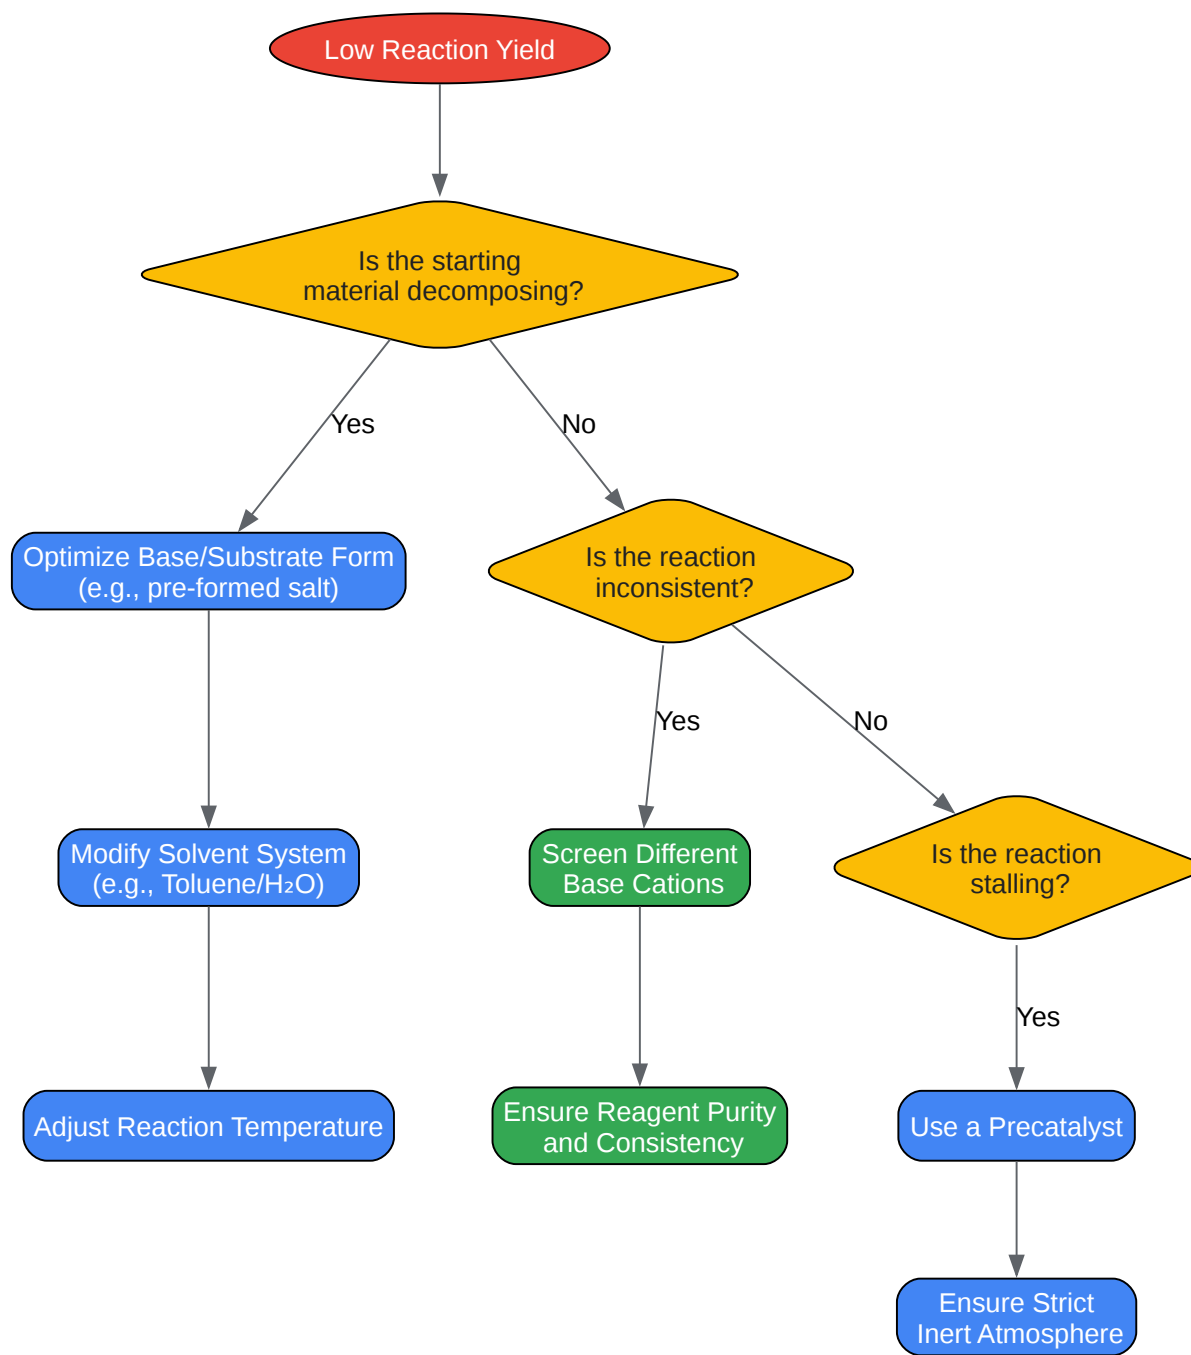 Low Reaction Yield
Is the starting
material decomposing?
Yes
No
Optimize Base/Substrate Form
(e.g., pre-formed salt)
Is the reaction
inconsistent?
Yes
No
Modify Solvent System
(e.g., Toluene/H₂O)
Screen Different
Base Cations
Is the reaction
stalling?
Yes
Adjust Reaction Temperature
Ensure Reagent Purity
and Consistency
Use a Precatalyst
Ensure Strict
Inert Atmosphere